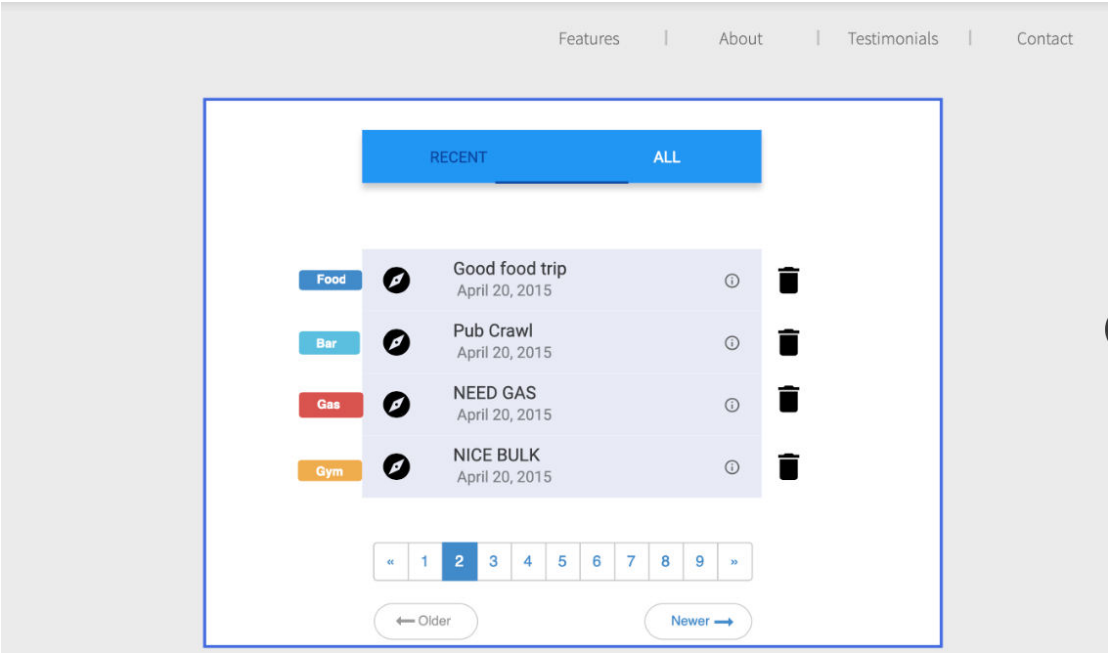 Features | About | Testimonials | Contact
RECENT ALL
Food Good food trip
April 20, 2015
Bar Pub Crawl
April 20, 2015
Gas NEED GAS
April 20, 2015
Gym NICE BULK
April 20, 2015
« 1 2 3 4 5 6 7 8 9 »
Older Newer